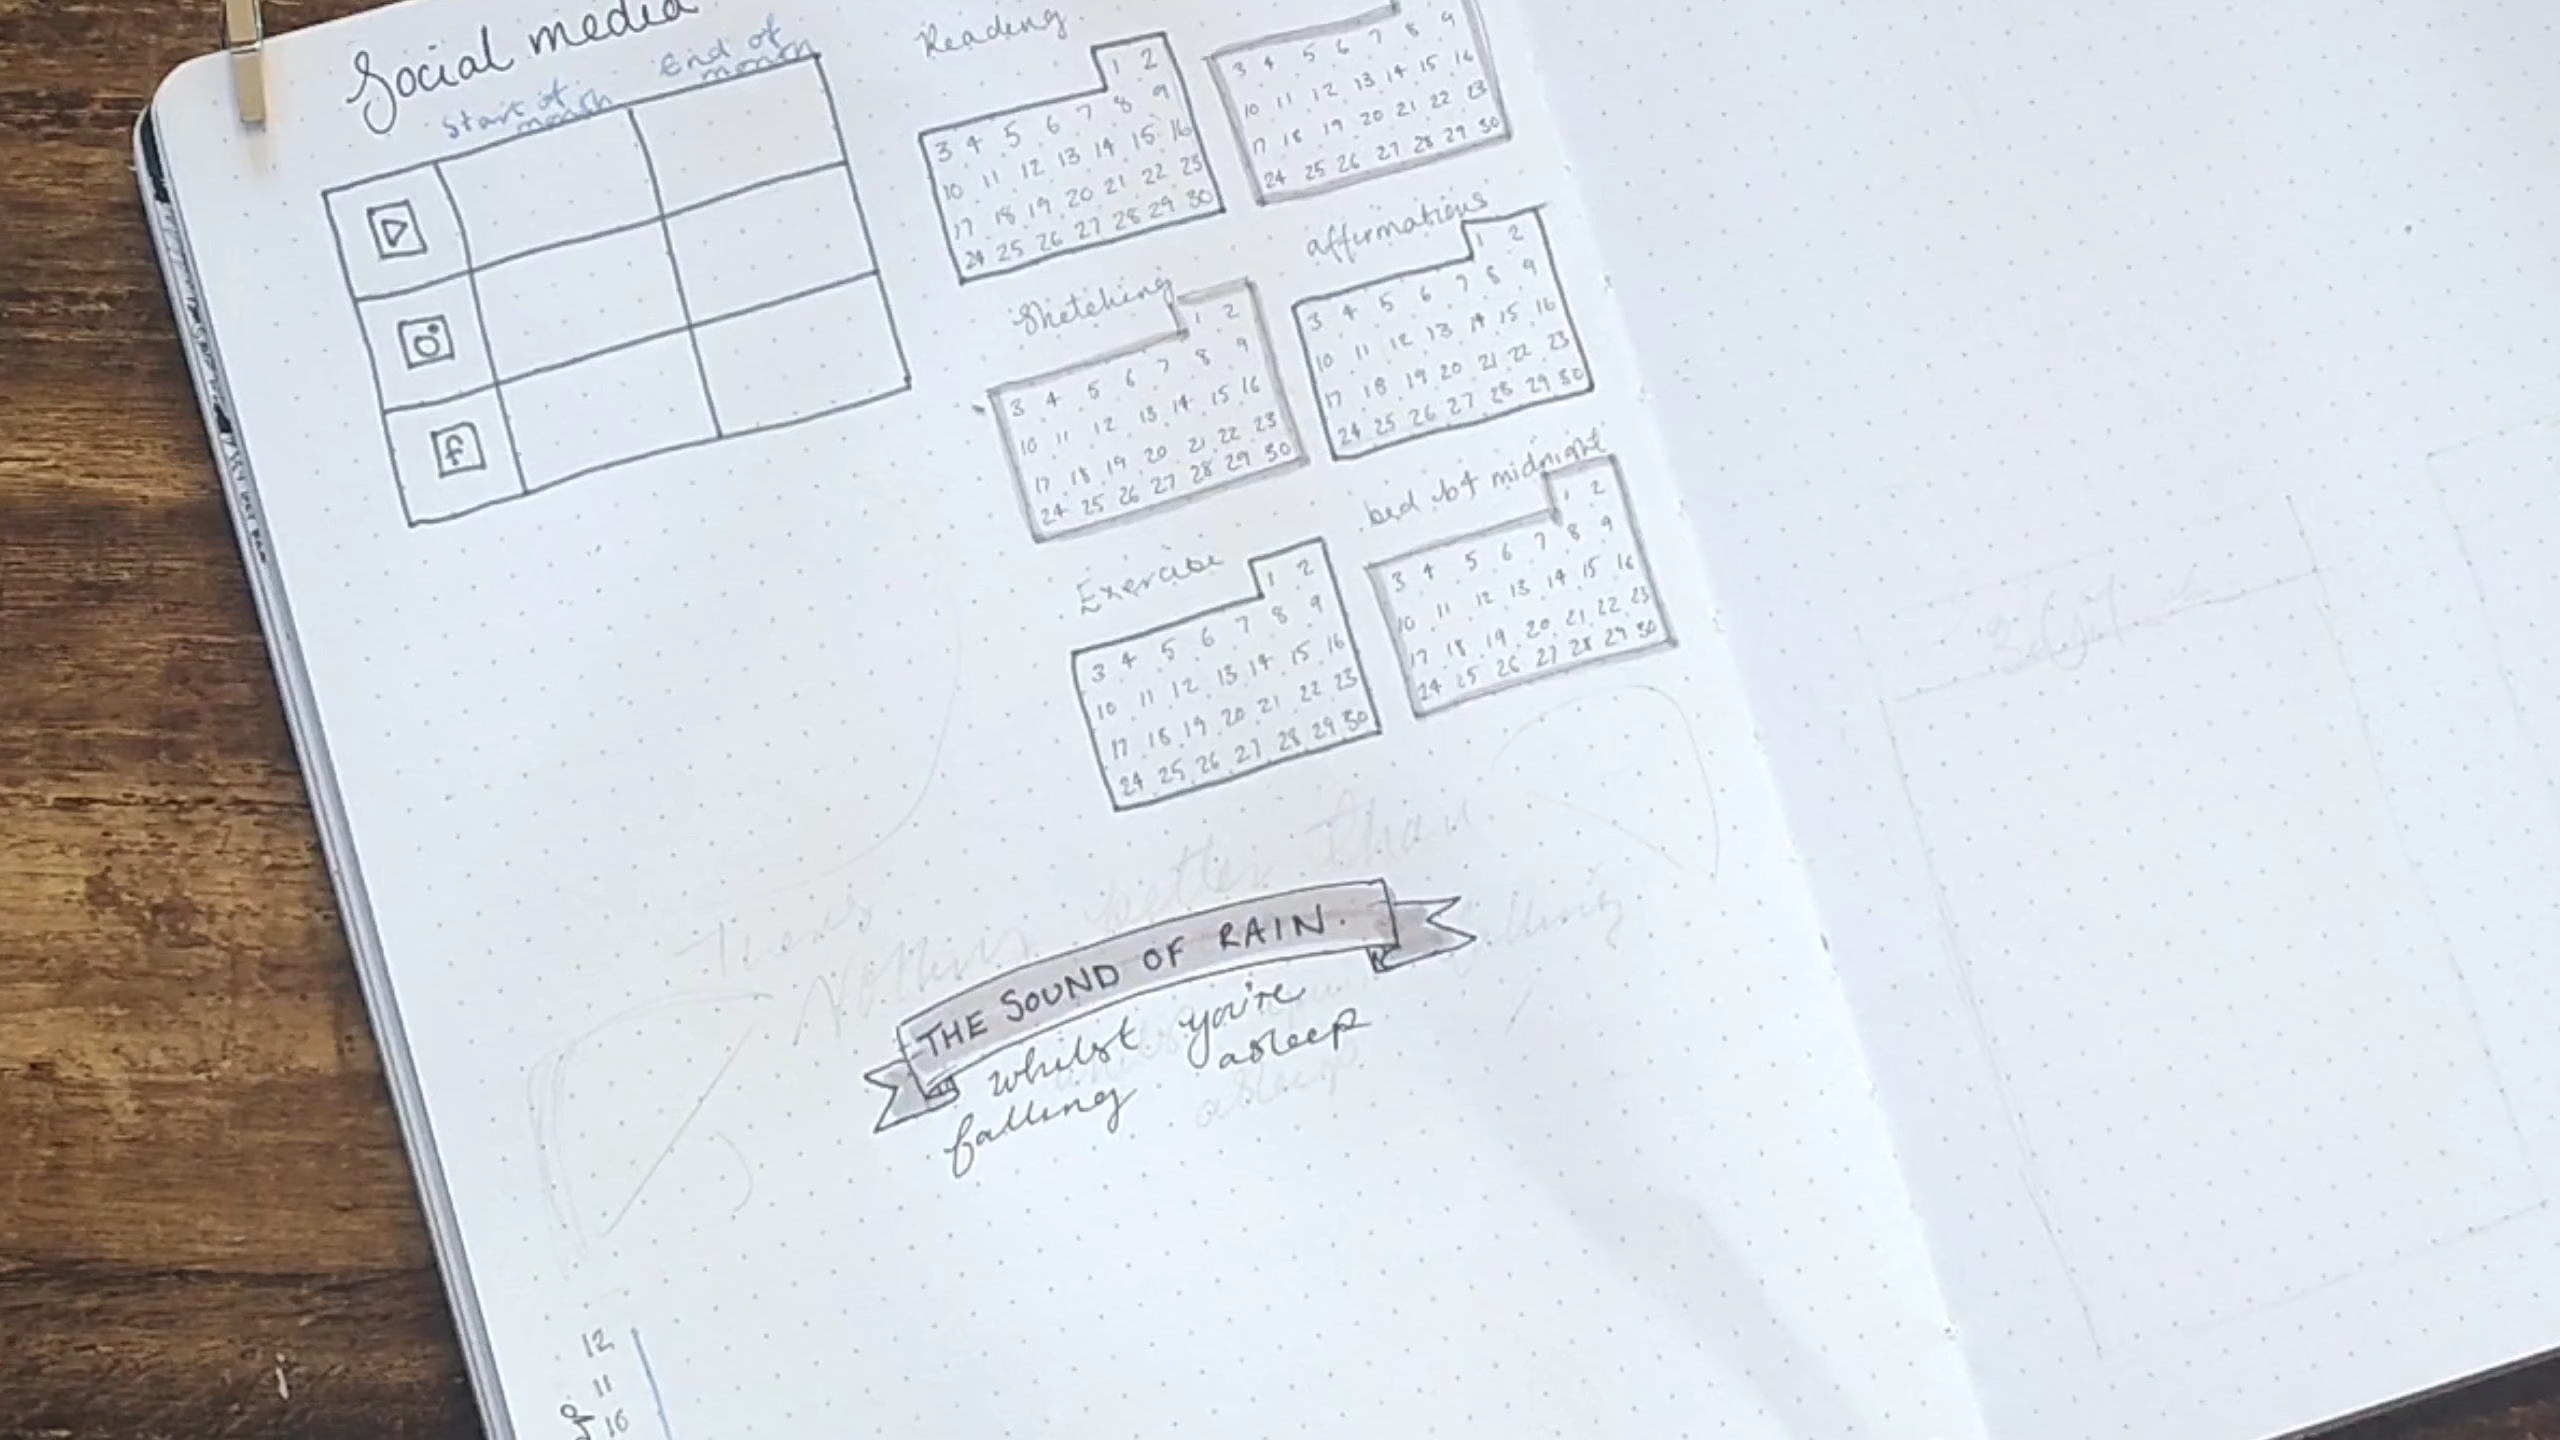 Social media
Start of month
End of month
f
Reading
1 2
3 4 5 6 7 8 9
10 11 12 13 14 15 16
17 18 19 20 21 22 23
24 25 26 27 28 29 30
3 4 5 6 7 8 9
10 11 12 13 14 15 16
17 18 19 20 21 22 23
24 25 26 27 28 29 30
Sketching
1 2
3 4 5 6 7 8 9
10 11 12 13 14 15 16
17 18 19 20 21 22 23
24 25 26 27 28 29 30
affirmations
1 2
3 4 5 6 7 8 9
10 11 12 13 14 15 16
17 18 19 20 21 22 23
24 25 26 27 28 29 30
Exercise
1 2
3 4 5 6 7 8 9
10 11 12 13 14 15 16
17 18 19 20 21 22 23
24 25 26 27 28 29 30
bed b4 midnight
1 2
3 4 5 6 7 8 9
10 11 12 13 14 15 16
17 18 19 20 21 22 23
24 25 26 27 28 29 30
Nothing better than
THE SOUND OF RAIN.
whilst you're
falling asleep
asleep
12
11
10